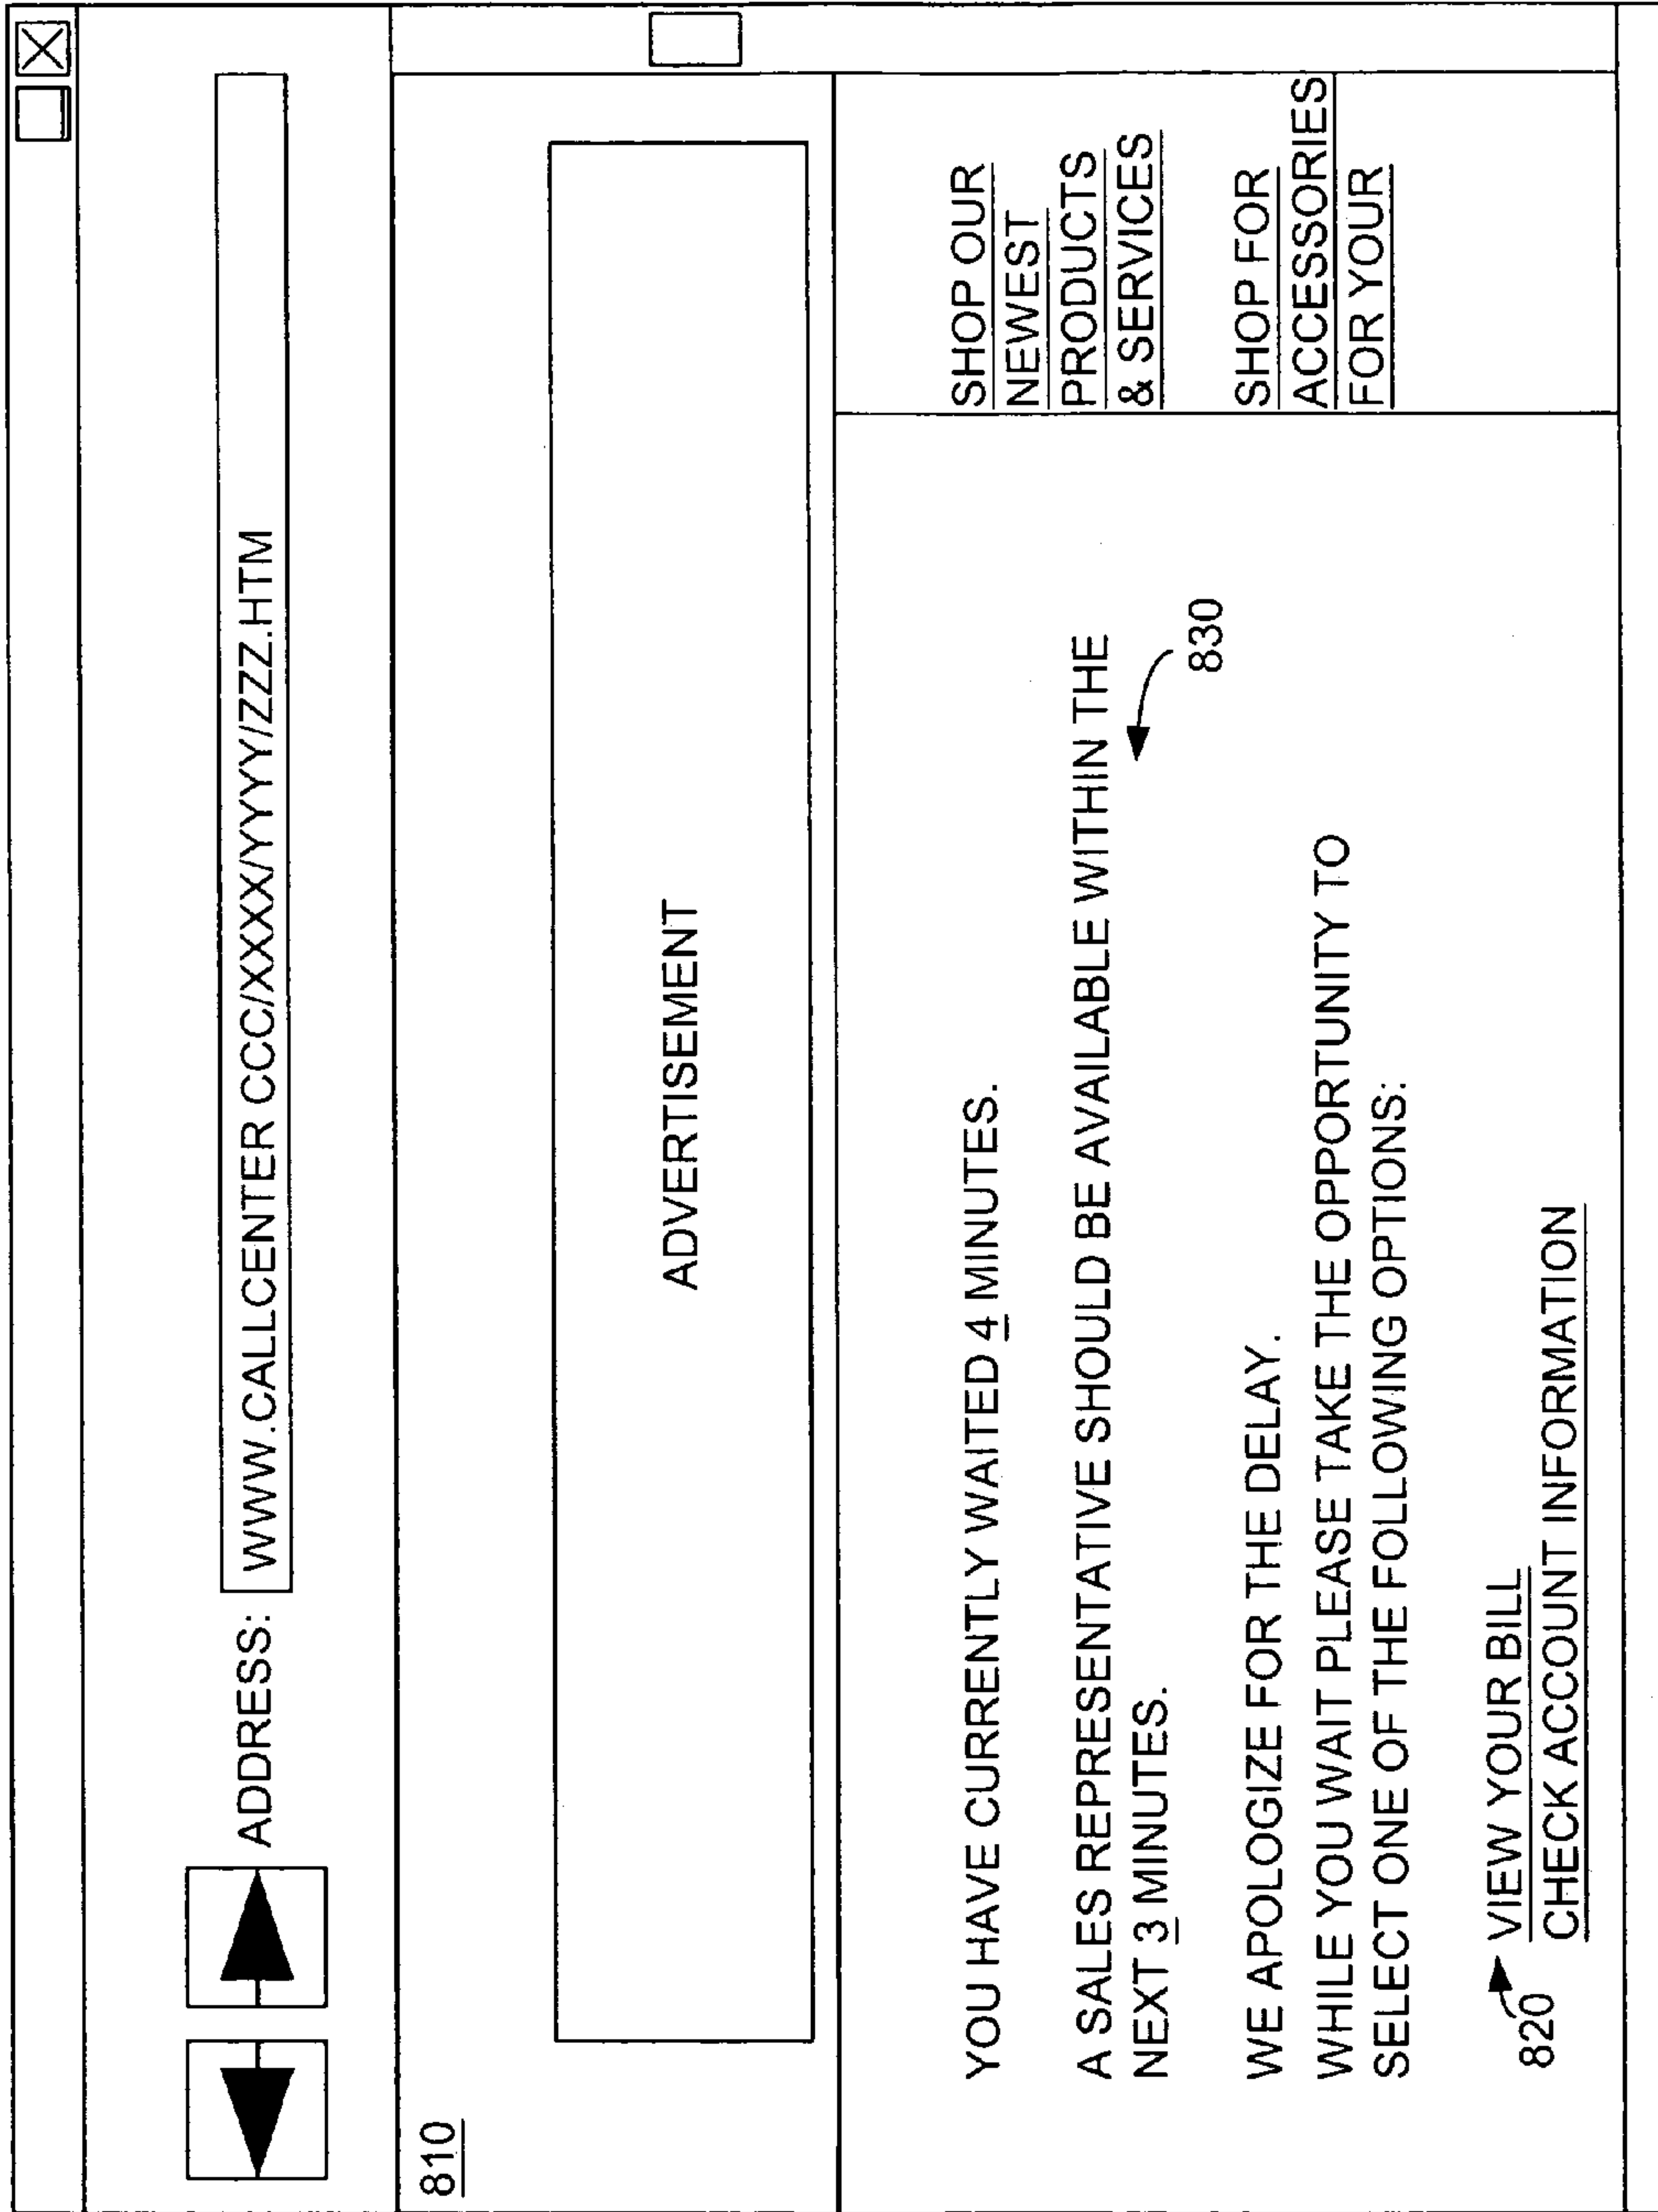 ADDRESS: WWW.CALLCENTER CCC/XXXX/YYYY/ZZZ.HTM
810
ADVERTISEMENT
YOU HAVE CURRENTLY WAITED 4 MINUTES.
A SALES REPRESENTATIVE SHOULD BE AVAILABLE WITHIN THE
NEXT 3 MINUTES.
830
WE APOLOGIZE FOR THE DELAY.
WHILE YOU WAIT PLEASE TAKE THE OPPORTUNITY TO
SELECT ONE OF THE FOLLOWING OPTIONS:
820
VIEW YOUR BILL
CHECK ACCOUNT INFORMATION
SHOP OUR
NEWEST
PRODUCTS
& SERVICES
SHOP FOR
ACCESSORIES
FOR YOUR